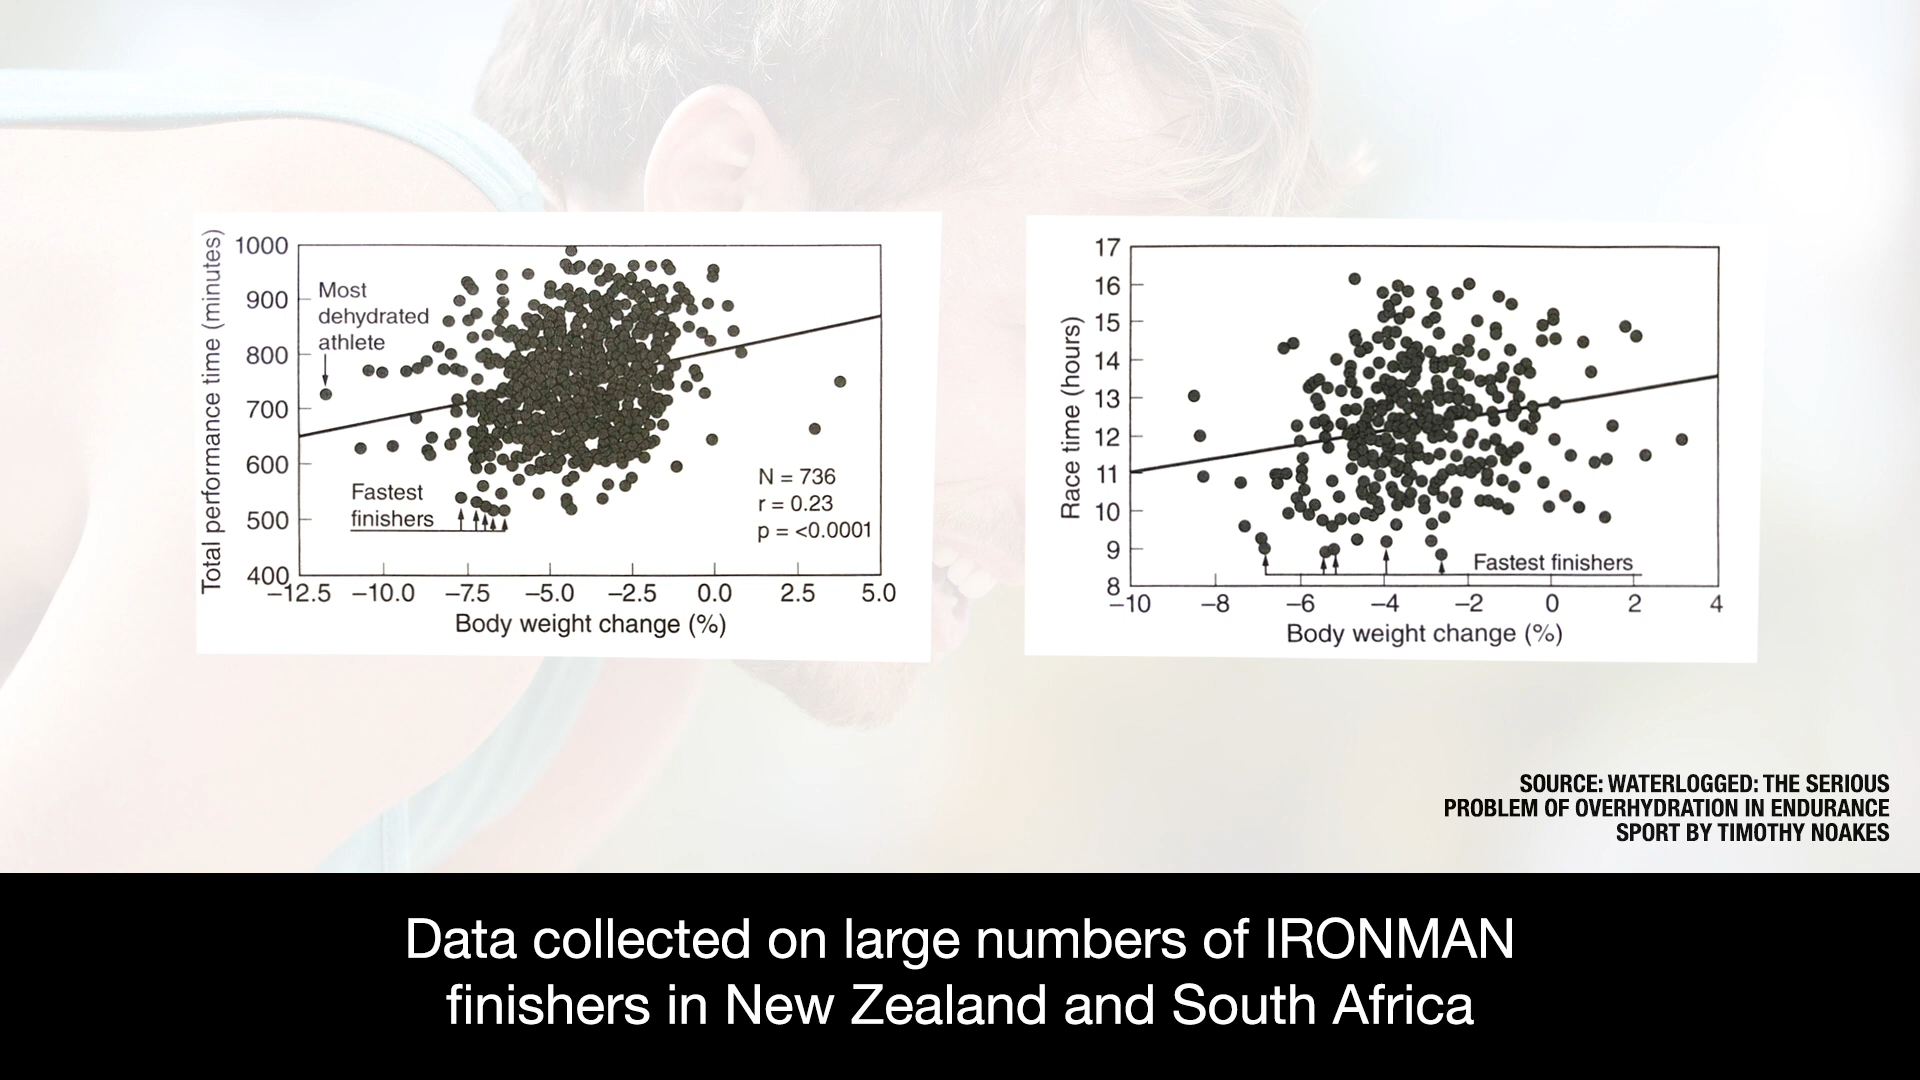 Total performance time (minutes)
1000
900
800
700
600
500
400
Most
dehydrated
athlete
Fastest
finishers
N = 736
r = 0.23
p = <0.0001
–12.5 –10.0 –7.5 –5.0 –2.5 0.0 2.5 5.0
Body weight change (%)
Race time (hours)
17
16
15
14
13
12
11
10
9
8
Fastest finishers
–10 –8 –6 –4 –2 0 2 4
Body weight change (%)
SOURCE: WATERLOGGED: THE SERIOUS
PROBLEM OF OVERHYDRATION IN ENDURANCE
SPORT BY TIMOTHY NOAKES
Data collected on large numbers of IRONMAN
finishers in New Zealand and South Africa